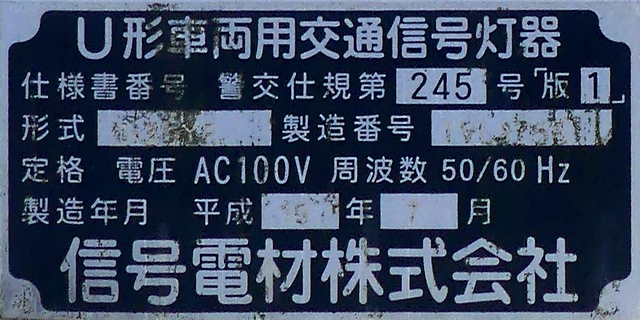 U形車両用交通信号灯器
仕様書番号 警交仕規第 245 号「版 1」
形式 製造番号
定格 電圧 AC100V 周波数 50/60 Hz
製造年月 平成 年 月
信号電材株式会社